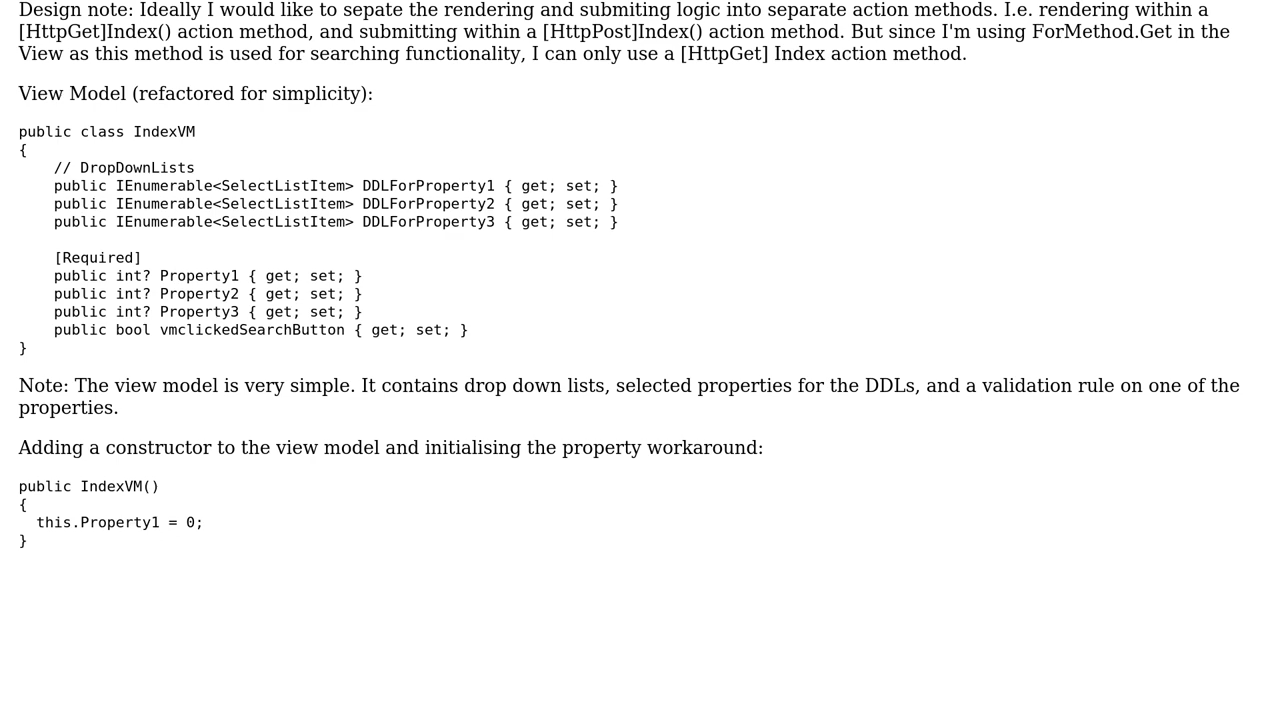 Design note: Ideally I would like to sepate the rendering and submiting logic into separate action methods. I.e. rendering within a
[HttpGet]Index() action method, and submitting within a [HttpPost]Index() action method. But since I'm using ForMethod.Get in the
View as this method is used for searching functionality, I can only use a [HttpGet] Index action method.
View Model (refactored for simplicity):
public class IndexVM
{
    // DropDownLists
    public IEnumerable<SelectListItem> DDLForProperty1 { get; set; }
    public IEnumerable<SelectListItem> DDLForProperty2 { get; set; }
    public IEnumerable<SelectListItem> DDLForProperty3 { get; set; }

    [Required]
    public int? Property1 { get; set; }
    public int? Property2 { get; set; }
    public int? Property3 { get; set; }
    public bool vmclickedSearchButton { get; set; }
}
Note: The view model is very simple. It contains drop down lists, selected properties for the DDLs, and a validation rule on one of the
properties.
Adding a constructor to the view model and initialising the property workaround:
public IndexVM()
{
  this.Property1 = 0;
}